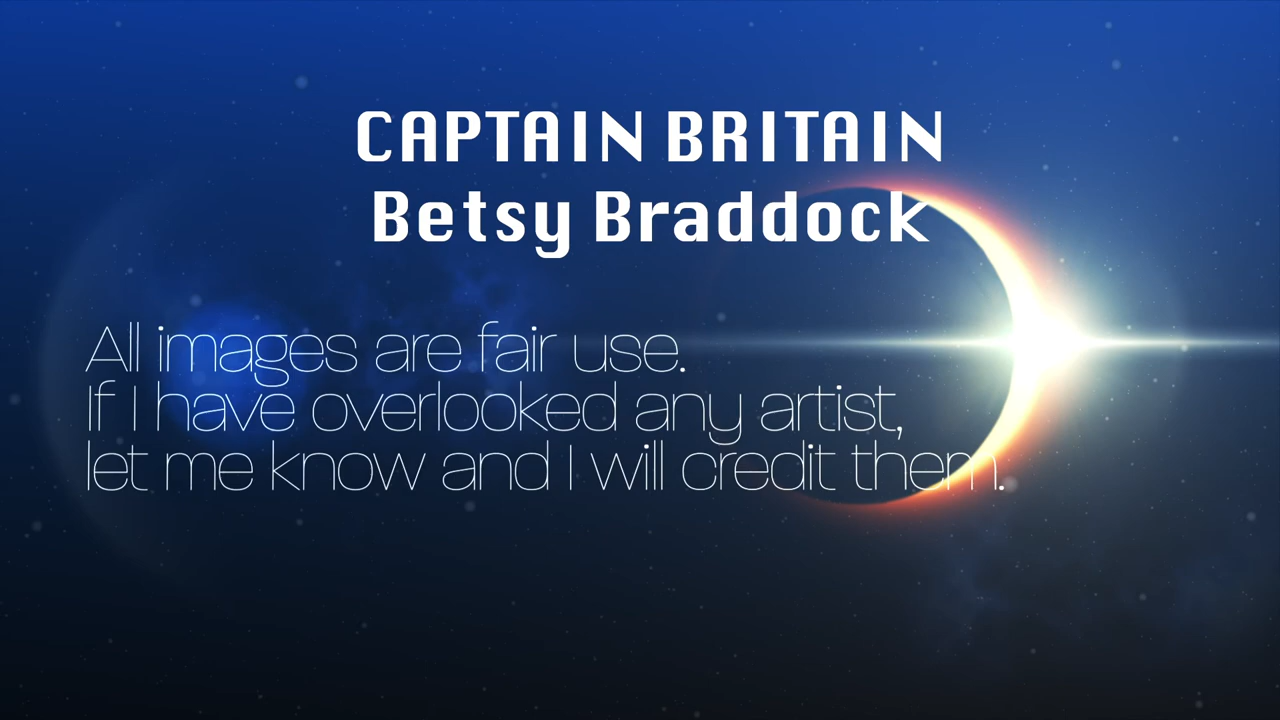 CAPTAIN BRITAIN
Betsy Braddock
All images are fair use.
If I have overlooked any artist,
let me know and I will credit them.